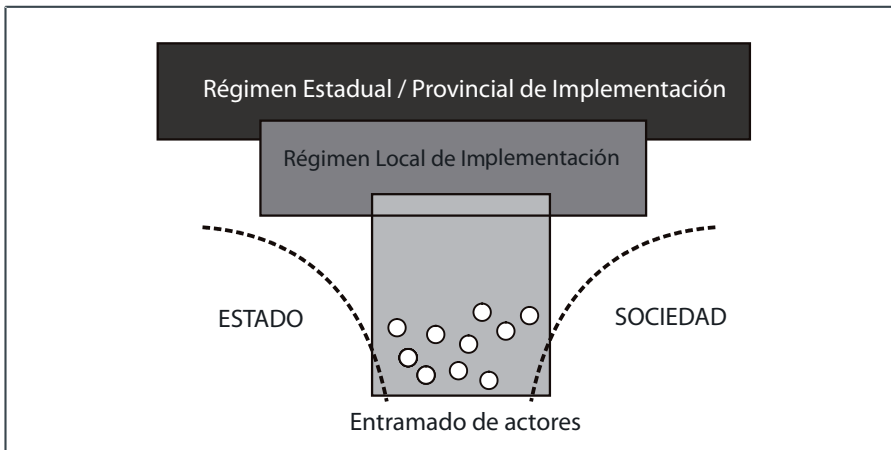 Régimen Estadual / Provincial de Implementación
Régimen Local de Implementación
ESTADO
SOCIEDAD
Entramado de actores